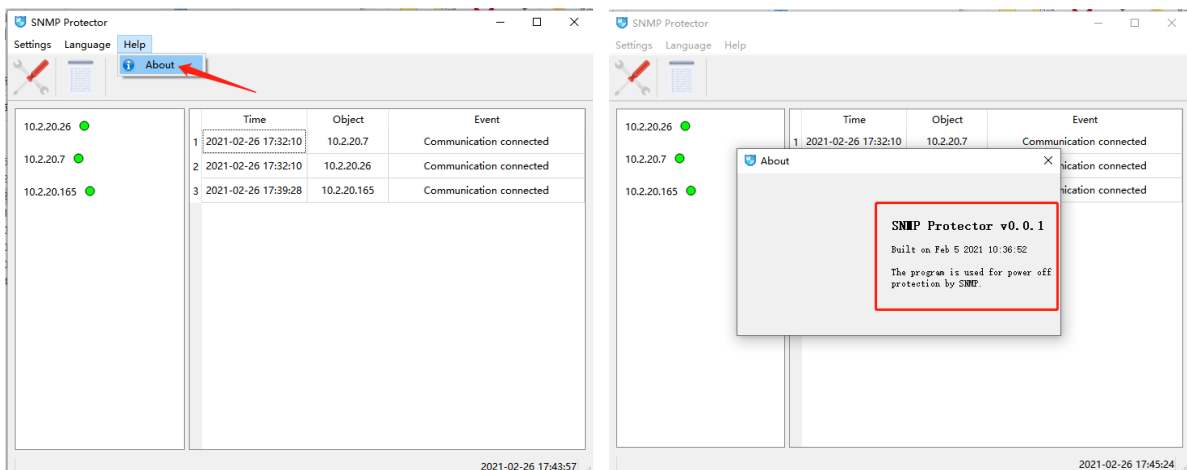 SNMP Protector
Settings Language Help
About
10.2.20.26
10.2.20.7
10.2.20.165
Time Object Event
1 2021-02-26 17:32:10 10.2.20.7 Communication connected
2 2021-02-26 17:32:10 10.2.20.26 Communication connected
3 2021-02-26 17:39:28 10.2.20.165 Communication connected
2021-02-26 17:43:57
SNMP Protector
Settings Language Help
10.2.20.26
10.2.20.7
10.2.20.165
Time Object Event
1 2021-02-26 17:32:10 10.2.20.7 Communication connected
nication connected
nication connected
About
SNMP Protector v0.0.1
Built on Feb 5 2021 10:36:52
The program is used for power off
protection by SNMP.
2021-02-26 17:45:24